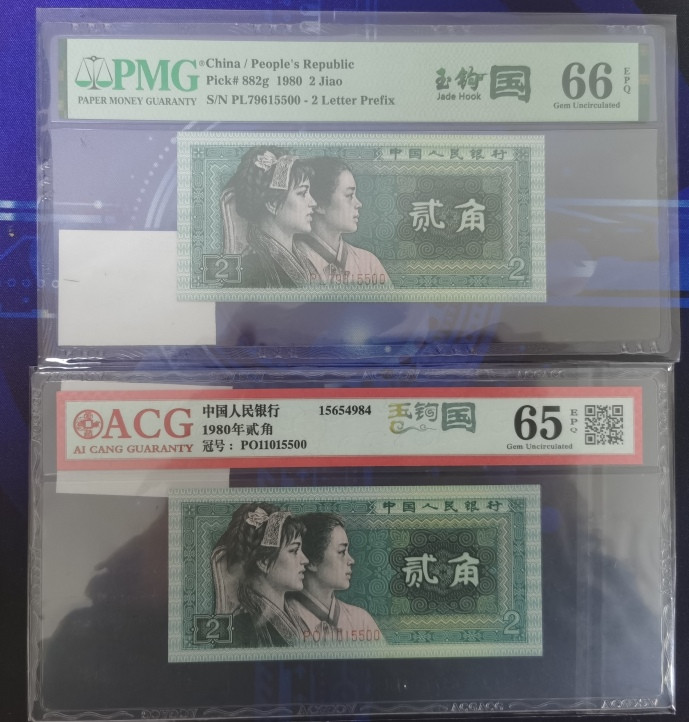 PMG®
PAPER MONEY GUARANTY
China / People's Republic
Pick# 882g 1980 2 Jiao
S/N PL79615500 - 2 Letter Prefix
玉钩国
Jade Hook
66 EPQ
Gem Uncirculated
中国人民银行
贰角
2
PL79615500
2
ACG
AI CANG GUARANTY
中国人民银行 15654984
1980年贰角
冠号： PO11015500
玉钩国
65 EPQ
Gem Uncirculated
中国人民银行
贰角
2
PO11015500
2